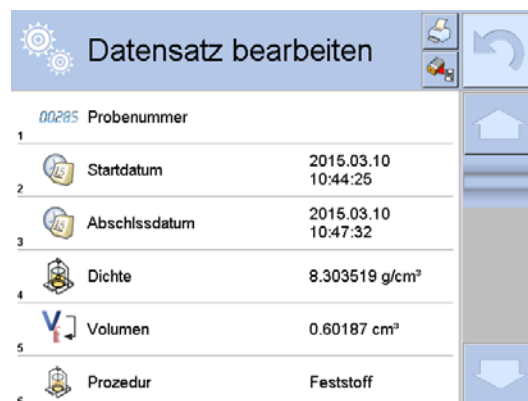 Datensatz bearbeiten
00285 Probenummer
1
Startdatum 2015.03.10
10:44:25
2
Abschlssdatum 2015.03.10
10:47:32
3
Dichte 8.303519 g/cm³
4
Volumen 0.60187 cm³
5
Prozedur Feststoff
6